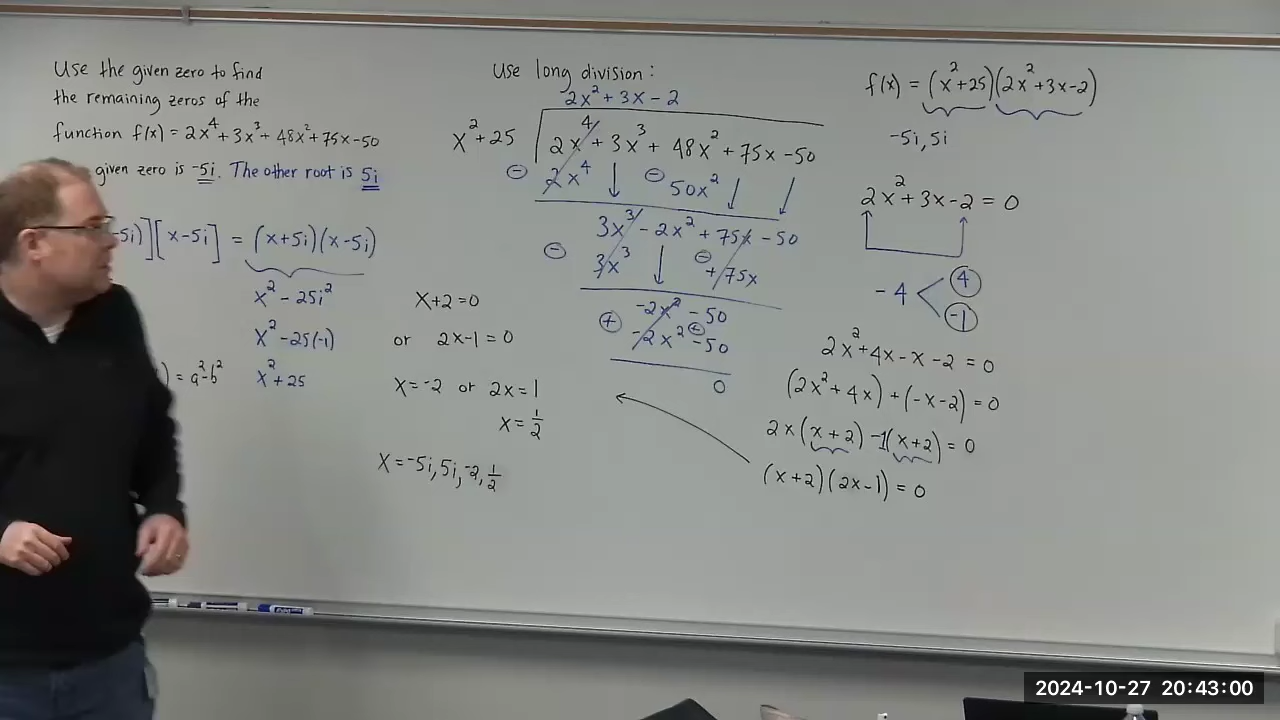 Use the given zero to find
the remaining zeros of the
function f(x) = 2x⁴ + 3x³ + 48x² + 75x - 50
given zero is -5i. The other root is 5i
-5i)][x-5i] = (x+5i)(x-5i)
x² - 25i²
x² - 25(-1)
) = a² - b² x² + 25
x+2=0
or 2x-1=0
x=-2 or 2x=1
x=1/2
x=-5i, 5i, -2, 1/2
Use long division:
2x² + 3x - 2
x² + 25 2x⁴ + 3x³ + 48x² + 75x - 50
⊖ 2x⁴ ↓ ⊖ 50x² ↓ ↓
3x³ - 2x² + 75x - 50
⊖ 3x³ ↓ ⊖ +75x
-2x² - 50
⊕ -2x² ⊕ -50
0
f(x) = (x²+25)(2x²+3x-2)
-5i, 5i
2x² + 3x - 2 = 0
-4 < 4
-1
2x² + 4x - x - 2 = 0
(2x² + 4x) + (-x-2) = 0
2x(x+2) -1(x+2) = 0
(x+2)(2x-1) = 0
2024-10-27 20:43:00